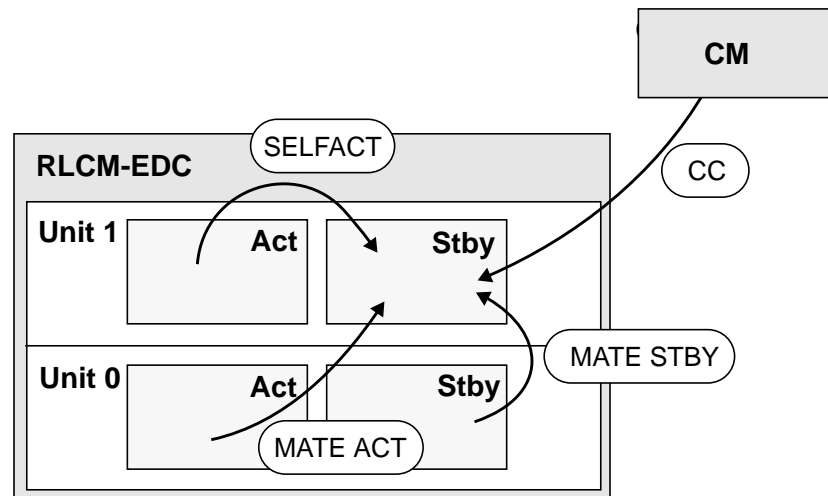 CM
SELFACT
RLCM-EDC
CC
Unit 1
Act
Stby
MATE STBY
Unit 0
Act
Stby
MATE ACT